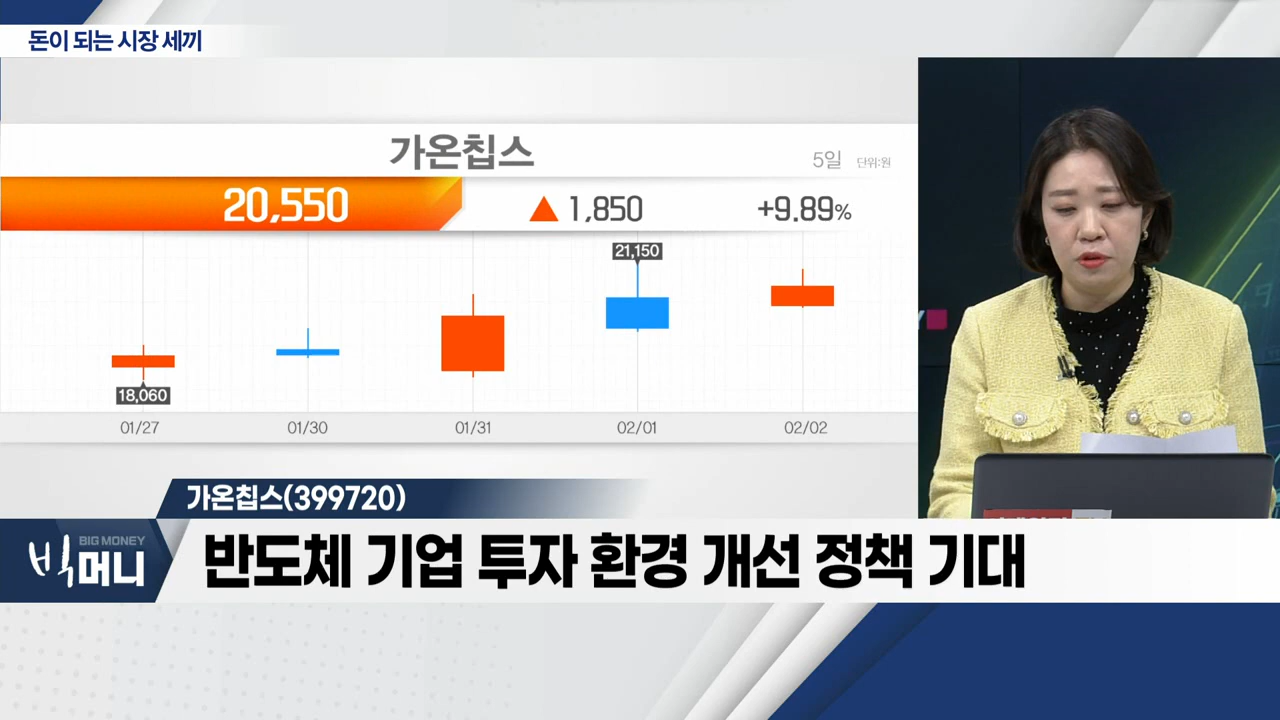 돈이 되는 시장 세끼
가온칩스
5일 단위:원
20,550 ▲ 1,850 +9.89%
21,150
18,060
01/27 01/30 01/31 02/01 02/02
가온칩스(399720)
BIG MONEY
빅머니
반도체 기업 투자 환경 개선 정책 기대